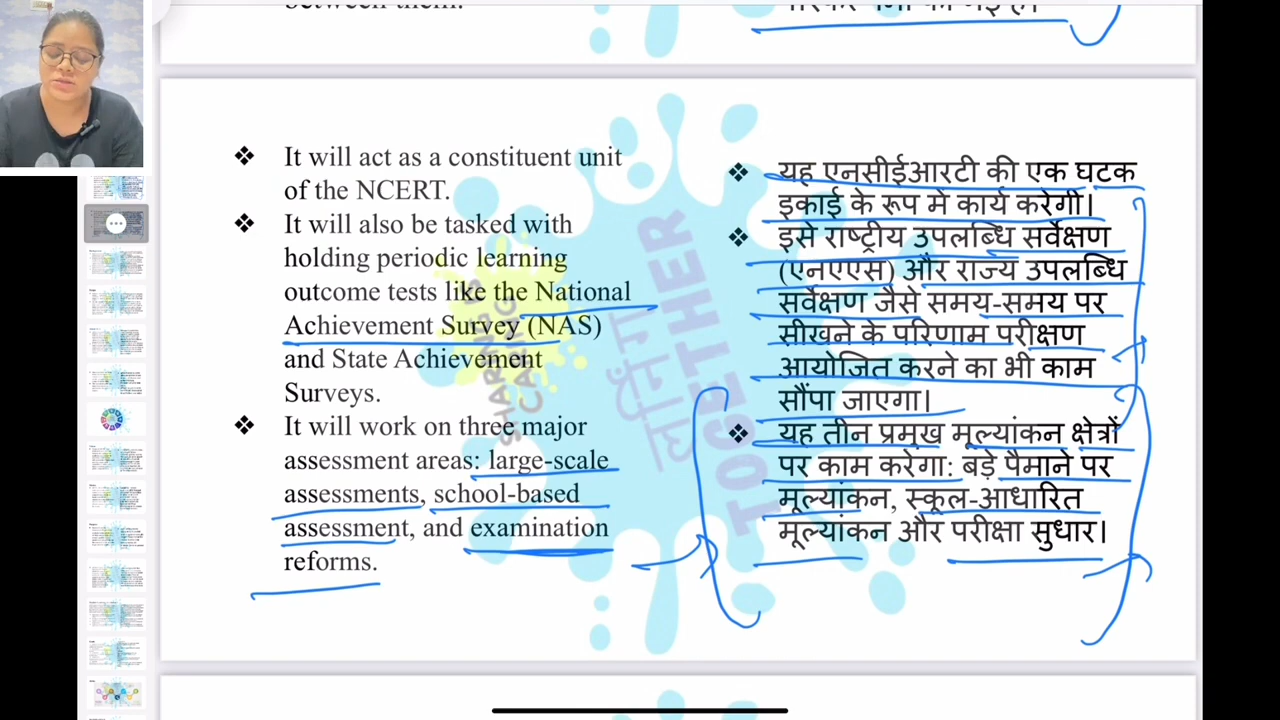 between them.
It will act as a constituent unit
of the NCERT.
It will also be tasked with
holding periodic learning
outcome tests like the National
Achievement Survey (NAS)
and State Achievement
Surveys.
It will work on three major
assessment areas: large-scale
assessments, school-based
assessment, and examination
reforms.
यह एनसीईआरटी की एक घटक
इकाई के रूप में कार्य करेगी।
इसे राष्ट्रीय उपलब्धि सर्वेक्षण
(एनएएस) और राज्य उपलब्धि
सर्वेक्षण जैसे समय-समय पर
सीखने के परिणाम परीक्षण
आयोजित करने का भी काम
सौंपा जाएगा।
यह तीन प्रमुख मूल्यांकन क्षेत्रों
पर काम करेगा: बड़े पैमाने पर
मूल्यांकन, स्कूल-आधारित
मूल्यांकन और परीक्षा सुधार।
TOGETHER